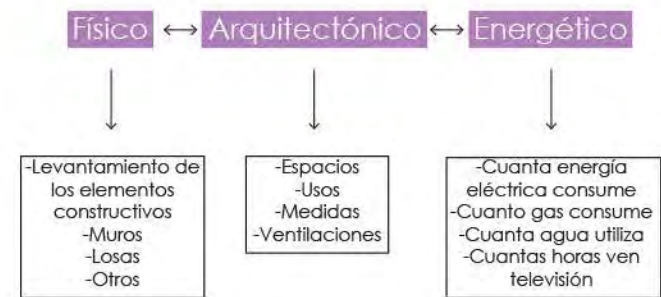 Físico
Arquitectónico
Energético
-Levantamiento de
los elementos
constructivos
-Muros
-Losas
-Otros
-Espacios
-Usos
-Medidas
-Ventilaciones
-Cuanta energía
eléctrica consume
-Cuanto gas consume
-Cuanta agua utiliza
-Cuantas horas ven
televisión